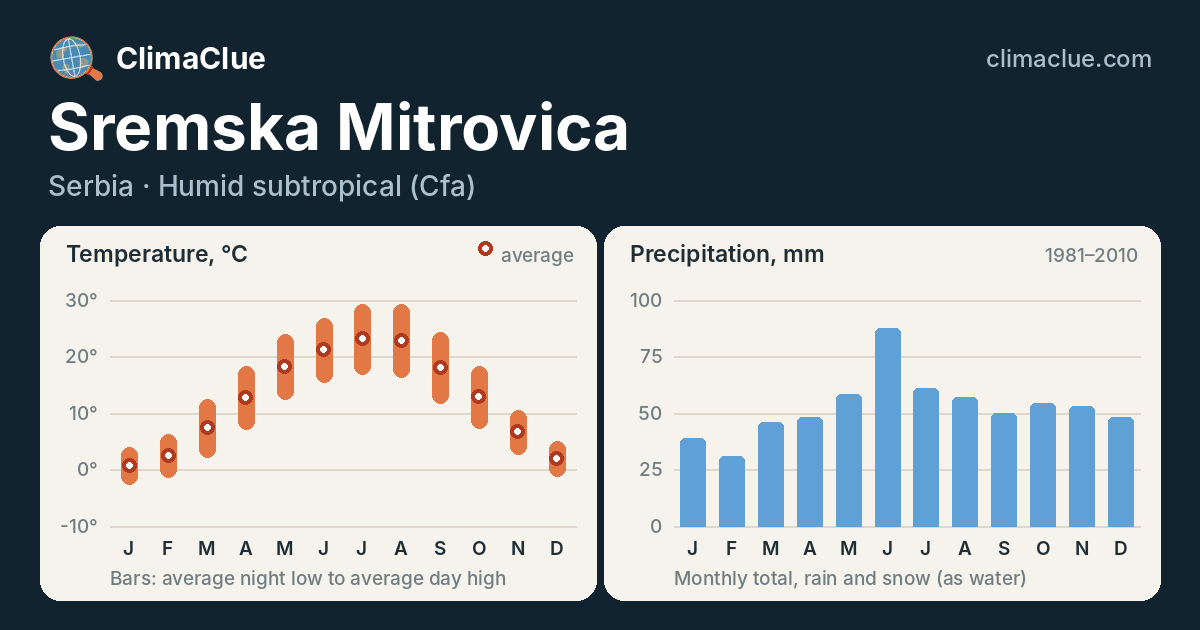 ClimaClue
climaclue.com
Sremska Mitrovica
Serbia · Humid subtropical (Cfa)
Temperature, °C
average
30°
20°
10°
0°
-10°
J F M A M J J A S O N D
Bars: average night low to average day high
Precipitation, mm
1981–2010
100
75
50
25
0
J F M A M J J A S O N D
Monthly total, rain and snow (as water)